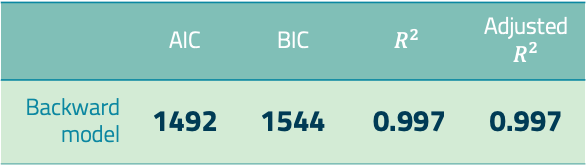 AIC BIC R² Adjusted R²
Backward model 1492 1544 0.997 0.997